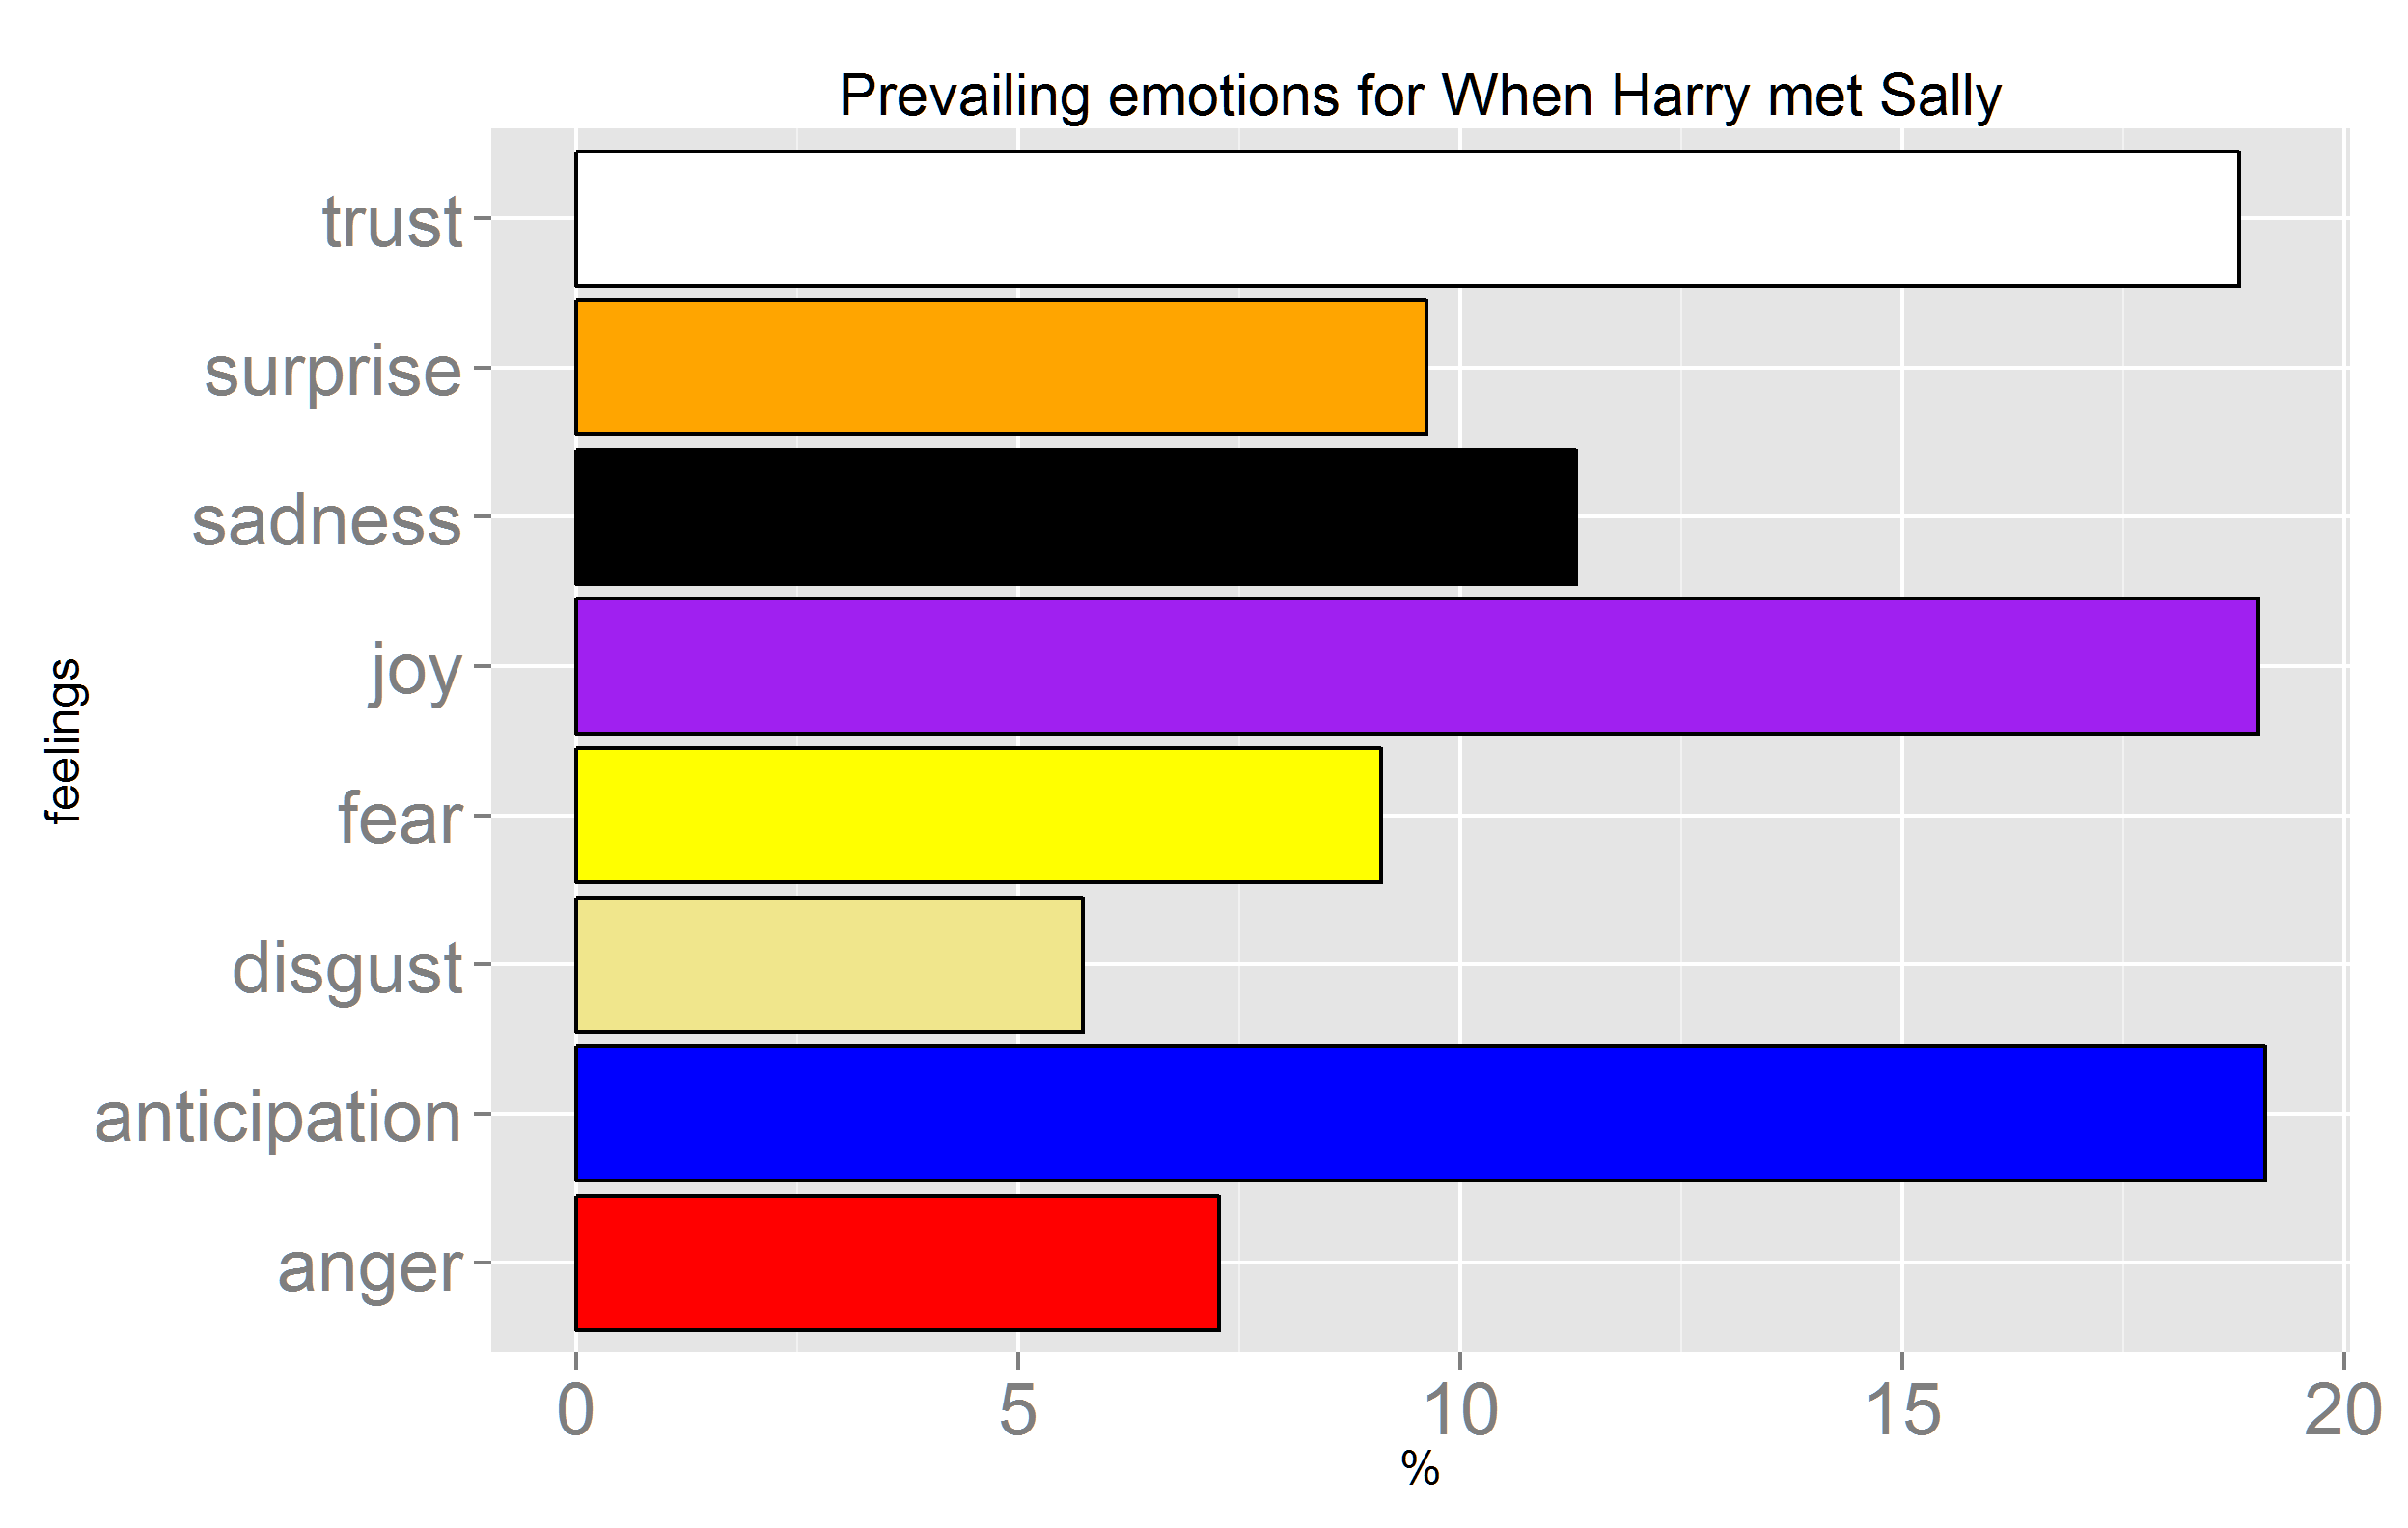 Prevailing emotions for When Harry met Sally
trust
surprise
sadness
joy
fear
disgust
anticipation
anger
feelings
0 5 10 15 20
%